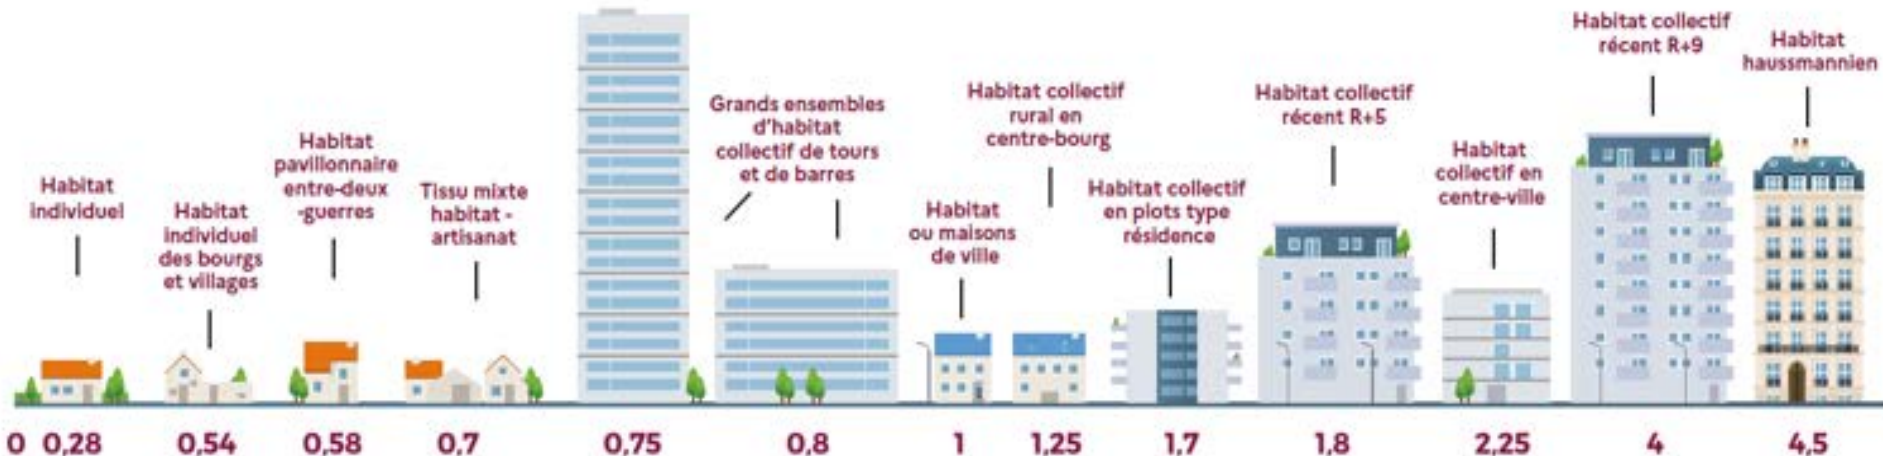 Habitat
individuel
Habitat
individuel
des bourgs
et villages
Habitat
pavillonnaire
entre-deux
-guerres
Tissu mixte
habitat -
artisanat
Grands ensembles
d'habitat
collectif de tours
et de barres
Habitat
ou maisons
de ville
Habitat collectif
rural en
centre-bourg
Habitat collectif
en plots type
résidence
Habitat collectif
récent R+5
Habitat
collectif en
centre-ville
Habitat collectif
récent R+9
Habitat
haussmannien
0 0,28 0,54 0,58 0,7 0,75 0,8 1 1,25 1,7 1,8 2,25 4 4,5